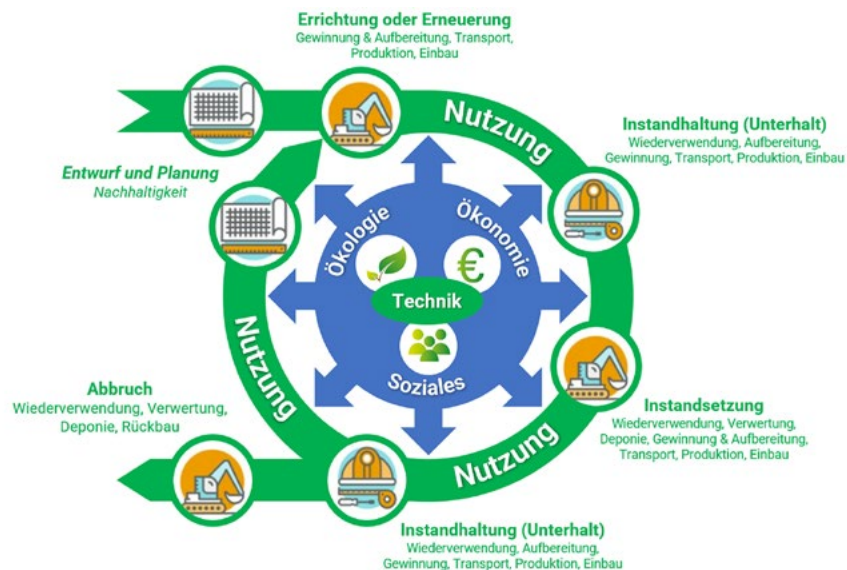 Errichtung oder Erneuerung
Gewinnung & Aufbereitung, Transport,
Produktion, Einbau
Nutzung
Instandhaltung (Unterhalt)
Wiederverwendung, Aufbereitung,
Gewinnung, Transport, Produktion, Einbau
Entwurf und Planung
Nachhaltigkeit
Ökologie
Ökonomie
€
Technik
Soziales
Nutzung
Abbruch
Wiederverwendung, Verwertung,
Deponie, Rückbau
Instandsetzung
Wiederverwendung, Verwertung,
Deponie, Gewinnung & Aufbereitung,
Transport, Produktion, Einbau
Nutzung
Instandhaltung (Unterhalt)
Wiederverwendung, Aufbereitung,
Gewinnung, Transport, Produktion, Einbau